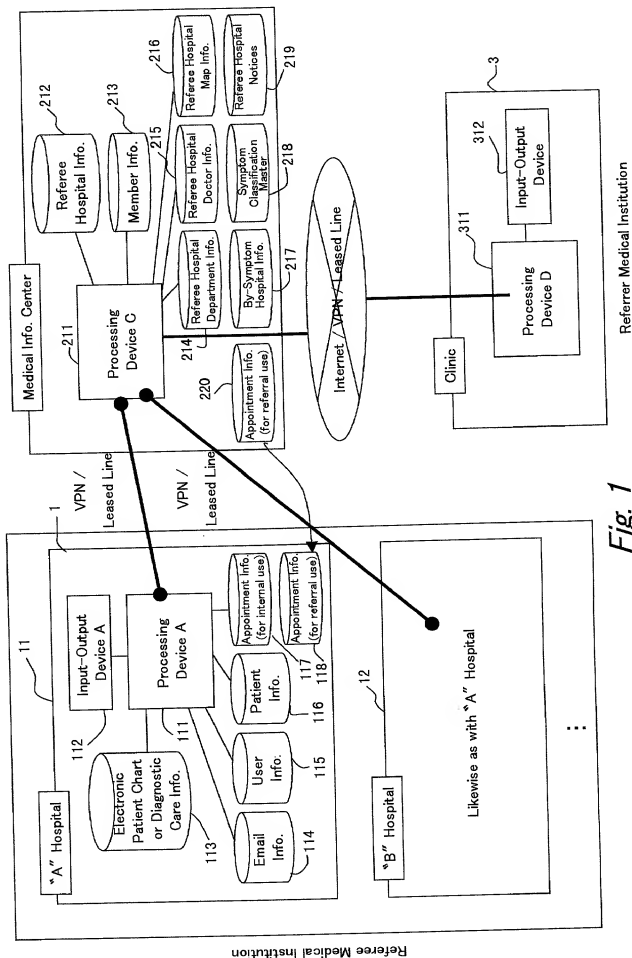 Referee Medical Institution
1
"A" Hospital
11
Input-Output
Device A
112
Electronic
Patient Chart
or Diagnostic
Care Info.
113
Processing
Device A
111
Email
Info.
114
User
Info.
115
Patient
Info.
116
Appointment Info.
(for internal use)
117
Appointment Info.
(for referral use)
118
"B" Hospital
12
Likewise as with "A" Hospital
VPN /
Leased Line
VPN /
Leased Line
Medical Info. Center
211
Processing
Device C
212
Referee
Hospital Info.
213
Member Info.
214
Referee Hospital
Department Info.
215
Referee Hospital
Doctor Info.
216
Referee Hospital
Map Info.
217
By-Symptom
Hospital Info.
218
Symptom
Classification
Master
219
Referee Hospital
Notices
220
Appointment Info.
(for referral use)
Internet / VPN / Leased Line
Clinic
3
311
Processing
Device D
312
Input-Output
Device
Referrer Medical Institution
Fig. 1